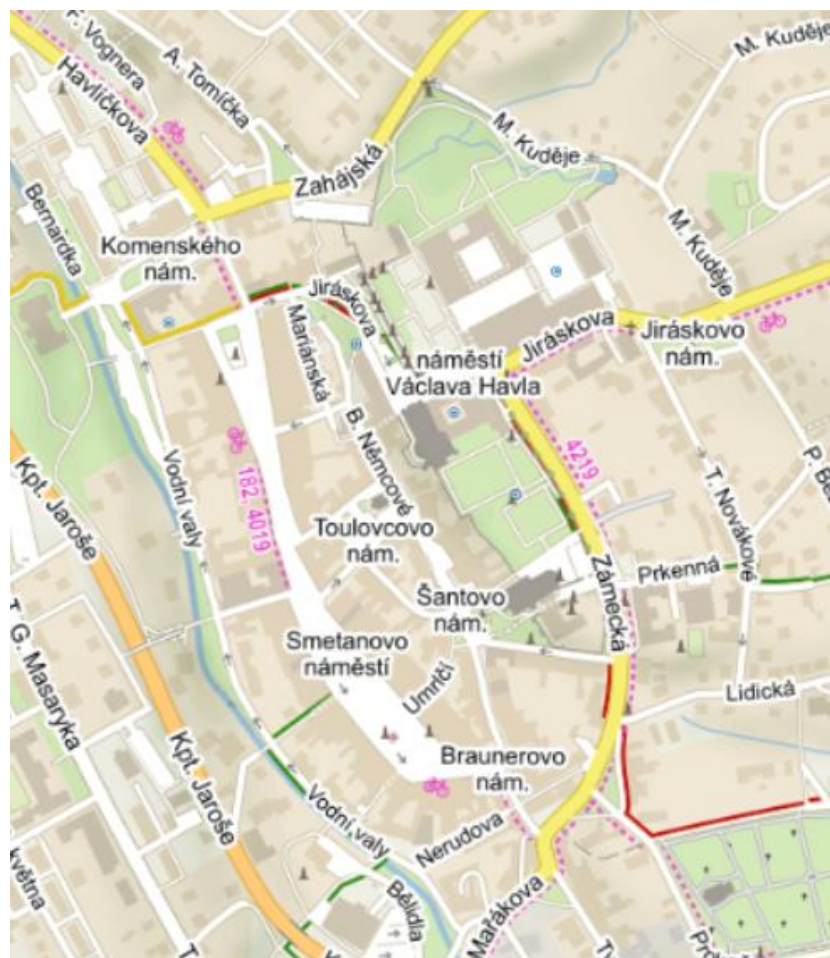 F. Vognera
A. Tomíčka
M. Kuděje
Havlíčkova
M. Kuděje
Zahájská
Bernardka
M. Kuděje
Komenského
nám.
Jiráskova
Jiráskova
Jiráskovo
nám.
Mariánská
náměstí
Václava Havla
B. Němcové
4219
Vodní valy
182, 4019
Kpt. Jaroše
T. Novákové
Toulovcovo
nám.
Zámecká
Prkenná
Šantovo
nám.
T. G. Masaryka
Smetanovo
náměstí
Umrlčí
Lidická
Kpt. Jaroše
Braunerovo
nám.
Vodní valy
Nerudova
května
Bělidla
Mařákova